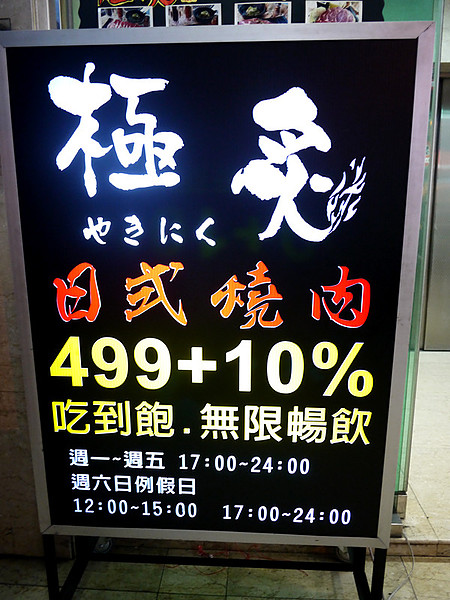 極炙
やきにく
日式燒肉
499+10%
吃到飽.無限暢飲
週一~週五 17:00~24:00
週六日例假日
12:00~15:00 17:00~24:00